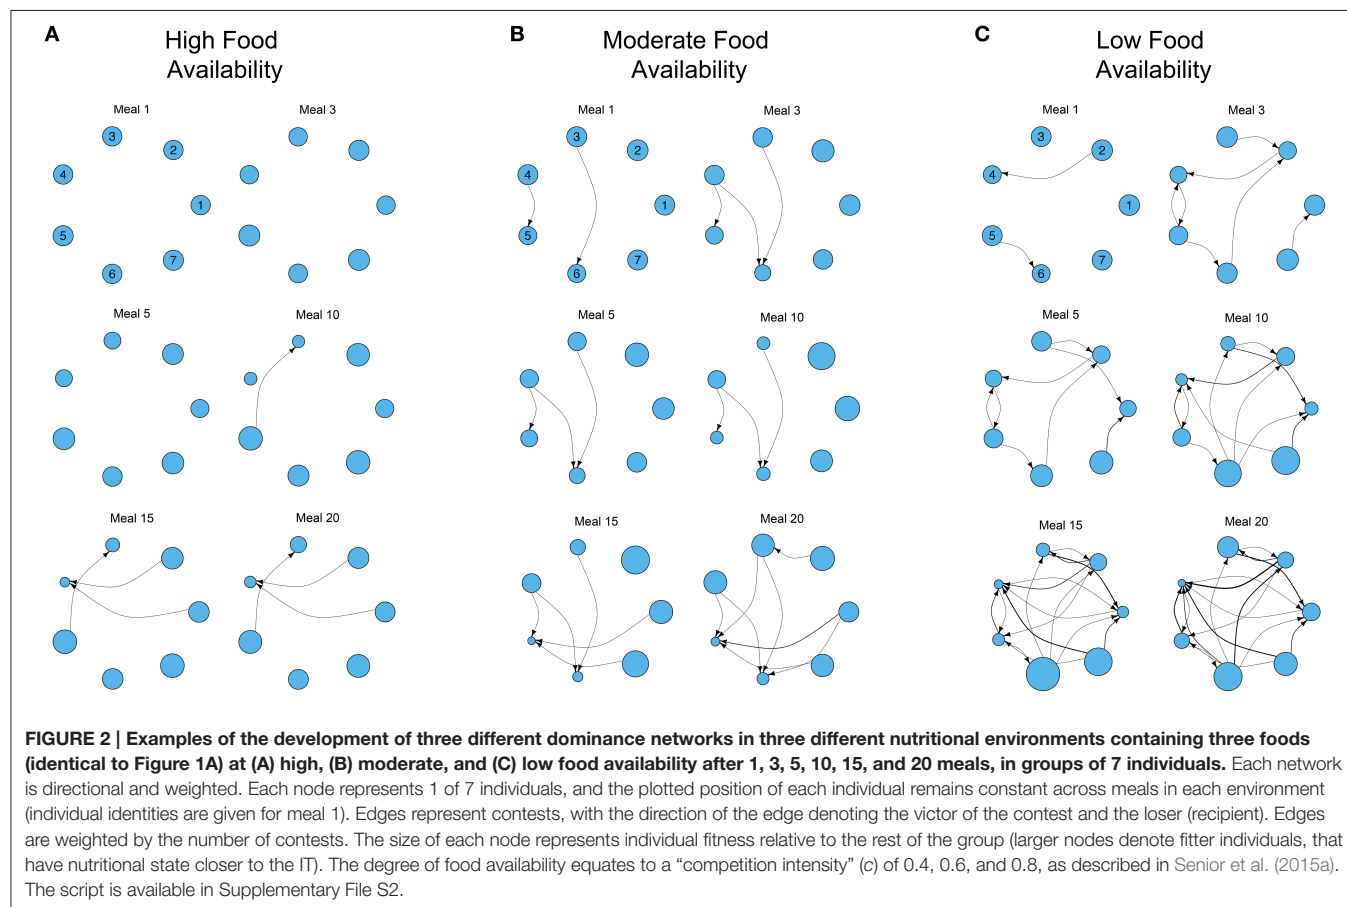 A
High Food
Availability
Meal 1
Meal 3
3
2
4
1
5
7
6
Meal 5
Meal 10
Meal 15
Meal 20
B
Moderate Food
Availability
Meal 1
Meal 3
3
2
4
1
5
7
6
Meal 5
Meal 10
Meal 15
Meal 20
C
Low Food
Availability
Meal 1
Meal 3
3
2
4
1
5
7
6
Meal 5
Meal 10
Meal 15
Meal 20
FIGURE 2 | Examples of the development of three different dominance networks in three different nutritional environments containing three foods
(identical to Figure 1A) at (A) high, (B) moderate, and (C) low food availability after 1, 3, 5, 10, 15, and 20 meals, in groups of 7 individuals. Each network
is directional and weighted. Each node represents 1 of 7 individuals, and the plotted position of each individual remains constant across meals in each environment
(individual identities are given for meal 1). Edges represent contests, with the direction of the edge denoting the victor of the contest and the loser (recipient). Edges
are weighted by the number of contests. The size of each node represents individual fitness relative to the rest of the group (larger nodes denote fitter individuals, that
have nutritional state closer to the IT). The degree of food availability equates to a “competition intensity” (c) of 0.4, 0.6, and 0.8, as described in Senior et al. (2015a).
The script is available in Supplementary File S2.